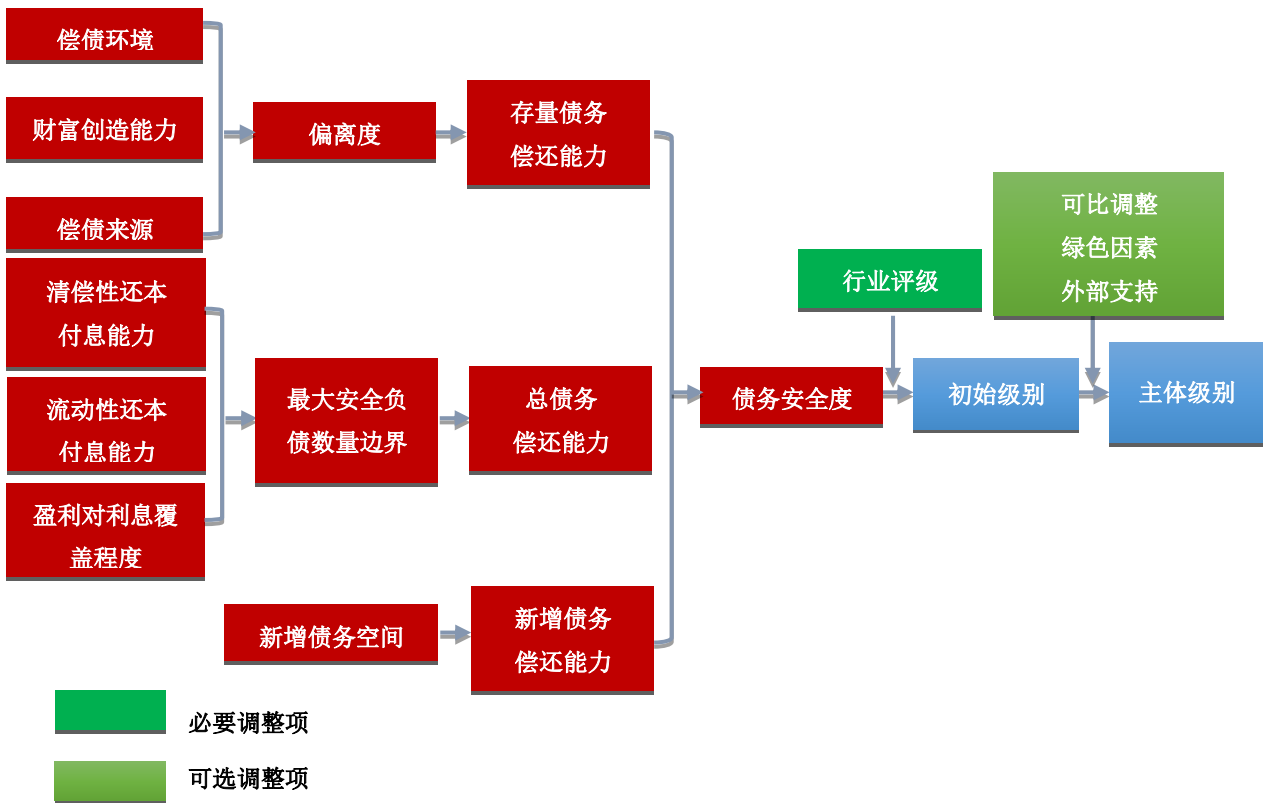 偿债环境
财富创造能力
偿债来源
偏离度
存量债务
偿还能力
清偿性还本
付息能力
流动性还本
付息能力
盈利对利息覆
盖程度
最大安全负
债数量边界
总债务
偿还能力
新增债务空间
新增债务
偿还能力
债务安全度
行业评级
初始级别
可比调整
绿色因素
外部支持
主体级别
必要调整项
可选调整项